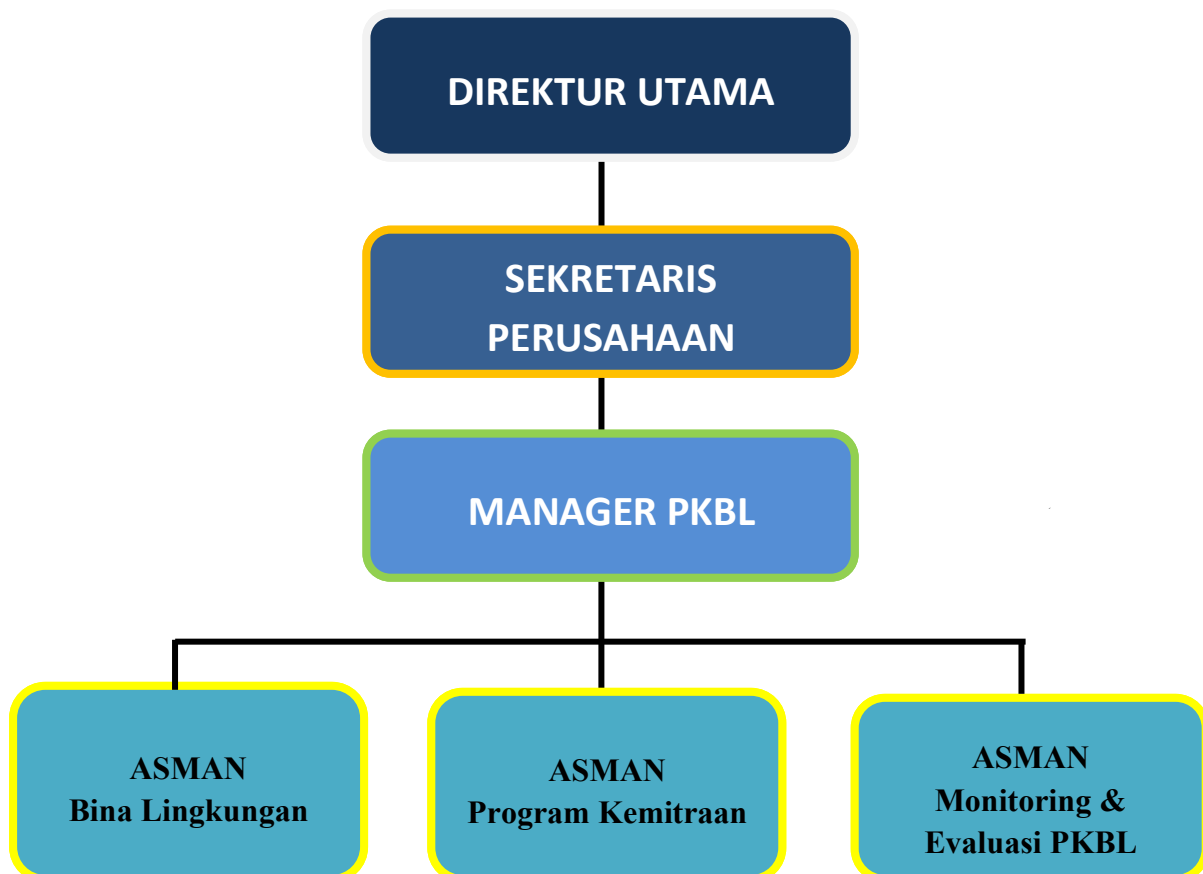 DIREKTUR UTAMA
SEKRETARIS
PERUSAHAAN
MANAGER PKBL
ASMAN
Bina Lingkungan
ASMAN
Program Kemitraan
ASMAN
Monitoring &
Evaluasi PKBL